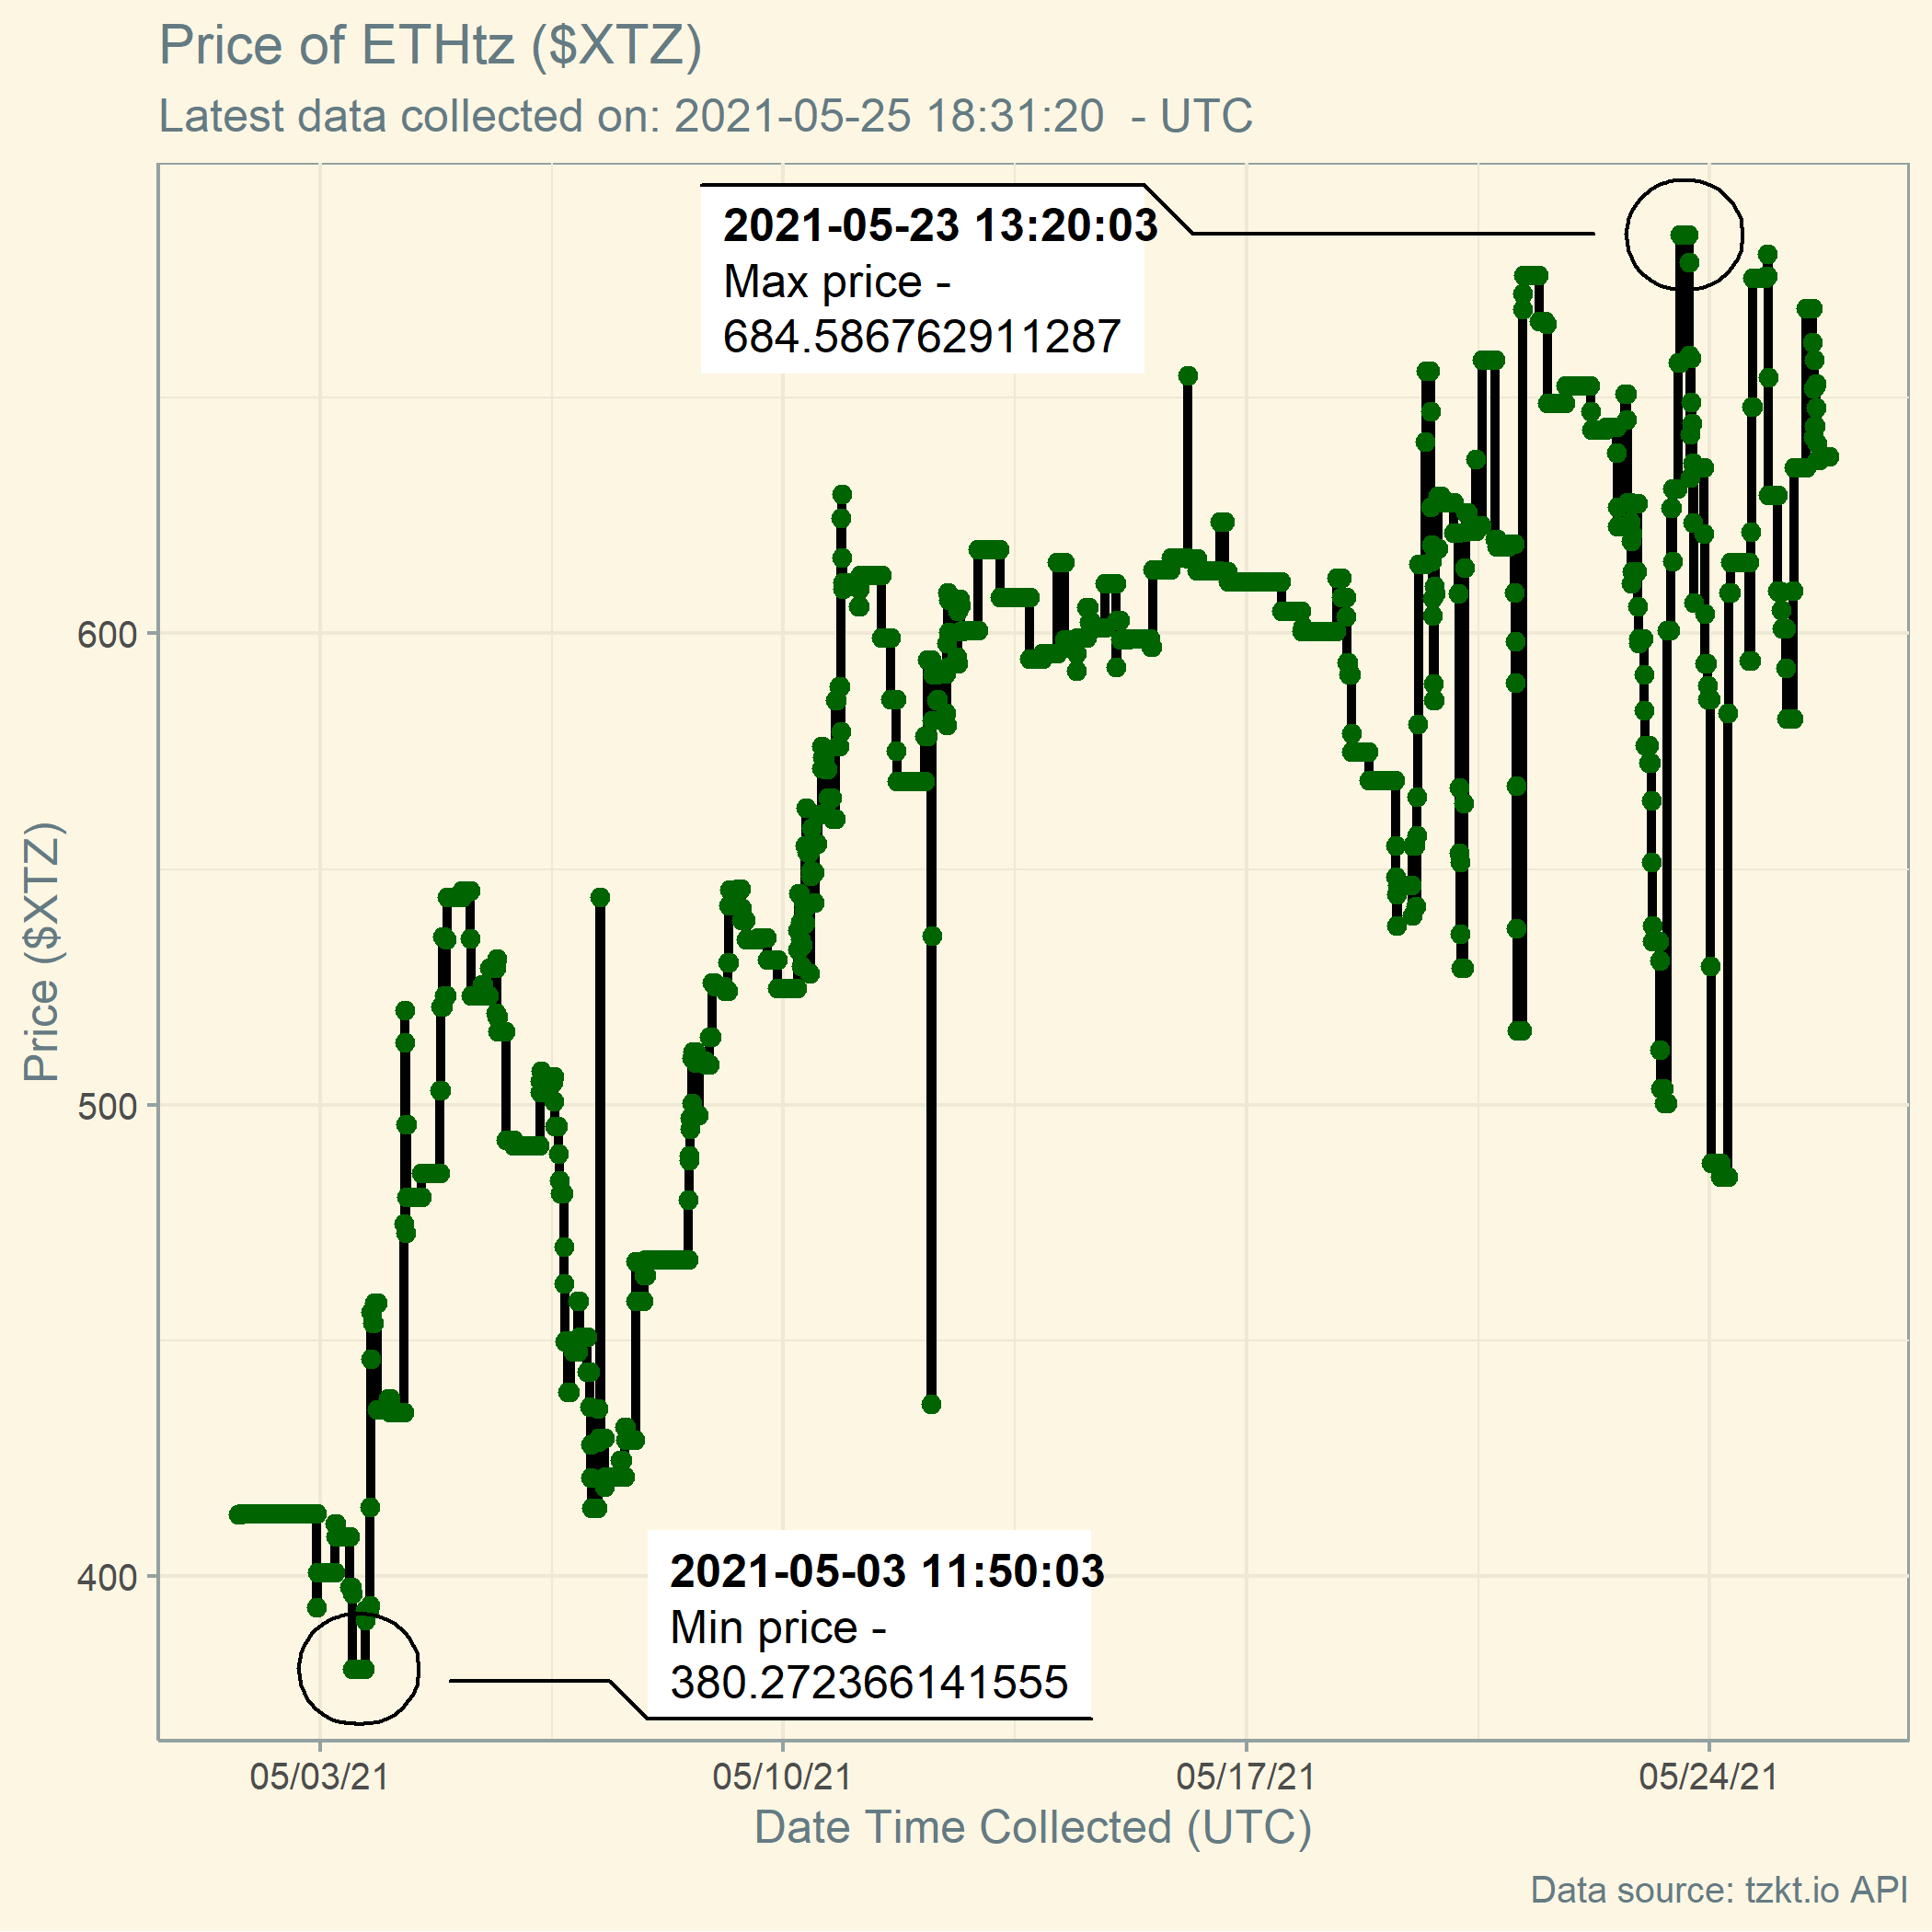 Price of ETHtz ($XTZ)
Latest data collected on: 2021-05-25 18:31:20  - UTC
2021-05-23 13:20:03
Max price -
684.586762911287
600
500
400
Price ($XTZ)
2021-05-03 11:50:03
Min price -
380.272366141555
05/03/21
05/10/21
05/17/21
05/24/21
Date Time Collected (UTC)
Data source: tzkt.io API